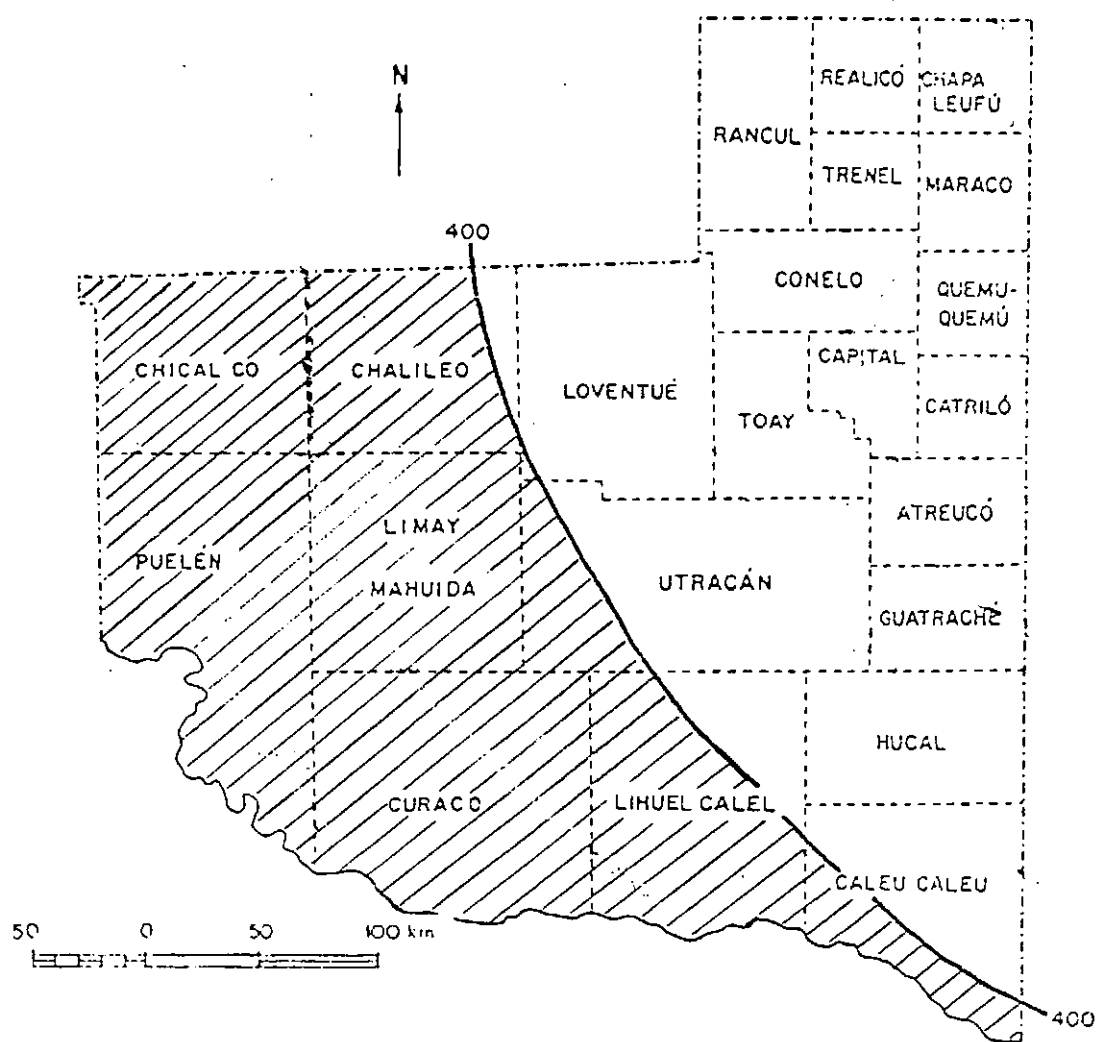 N
REALICÓ
CHAPA
LEUFÚ
RANCUL
TRENEL
MARACO
400
CONELO
QUEMU-
QUEMÚ
CAPITAL
CHICAL CO
CHALILEO
LOVENTUÉ
TOAY
CATRILÓ
ATREUCÓ
LIMAY
MAHUIDA
PUELÉN
UTRACÁN
GUATRACHÉ
HUCAL
CURACO
LIHUEL CALEL
CALEU CALEU
50 0 50 100 km
400